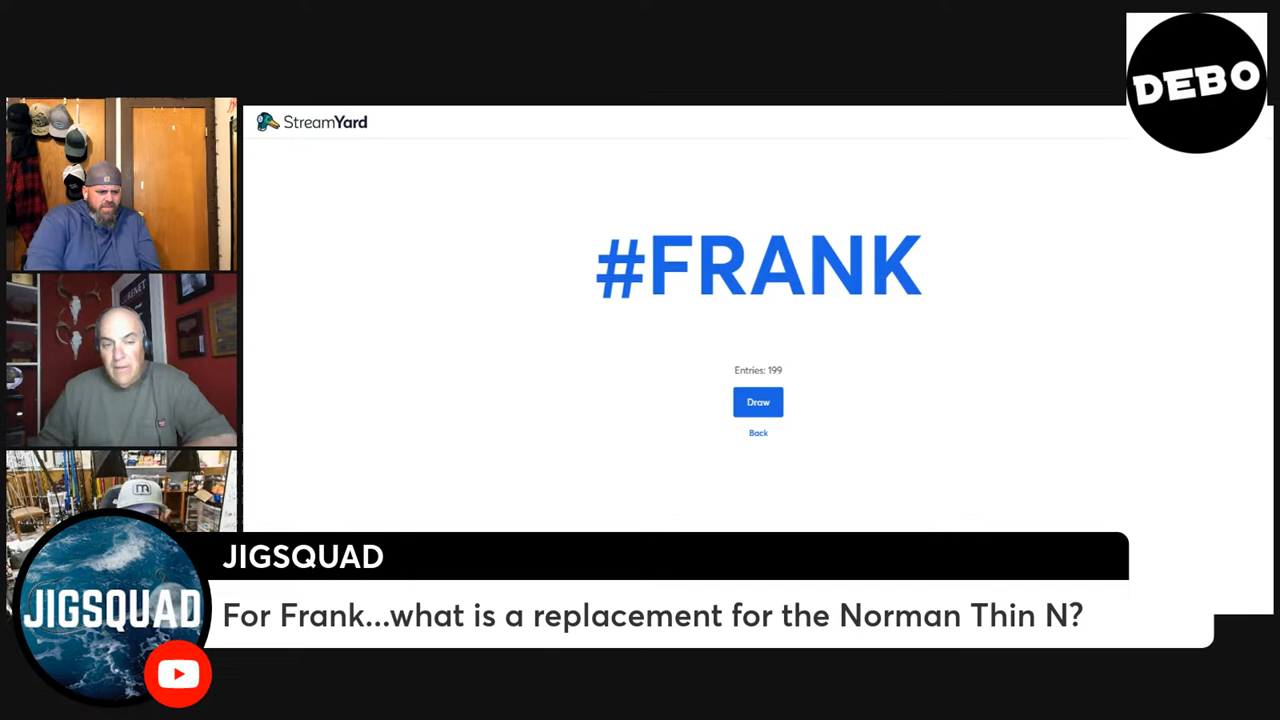 DEBO
StreamYard
#FRANK
Entries: 199
Draw
Back
JIGSQUAD
JIGSQUAD
For Frank...what is a replacement for the Norman Thin N?